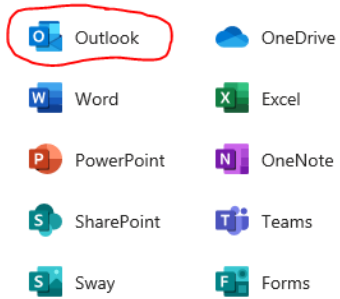 O Outlook
OneDrive
W Word
X Excel
P PowerPoint
N OneNote
S SharePoint
T Teams
S Sway
F Forms